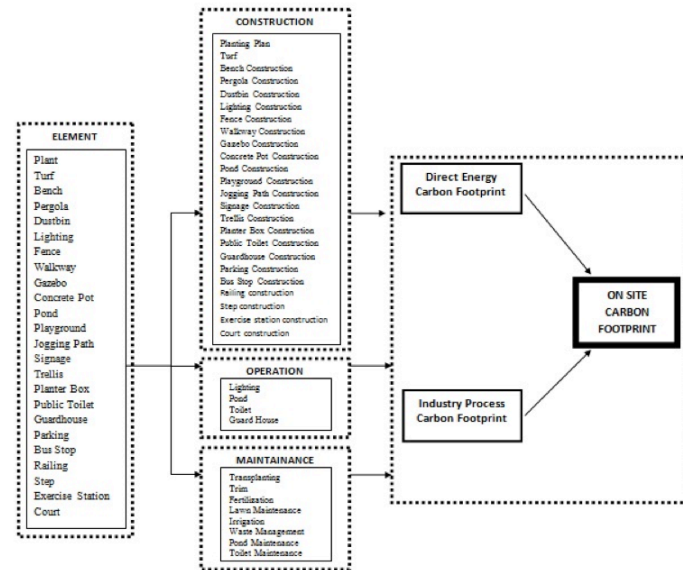 ELEMENT
Plant
Turf
Bench
Pergola
Dustbin
Lighting
Fence
Walkway
Gazebo
Concrete Pot
Pond
Playground
Jogging Path
Signage
Trellis
Planter Box
Public Toilet
Guardhouse
Parking
Bus Stop
Railing
Step
Exercise Station
Court
CONSTRUCTION
Planting Plan
Turf
Bench Construction
Pergola Construction
Dustbin Construction
Lighting Construction
Fence Construction
Walkway Construction
Gazebo Construction
Concrete Pot Construction
Pond Construction
Playground Construction
Jogging Path Construction
Signage Construction
Trellis Construction
Planter Box Construction
Public Toilet Construction
Guardhouse Construction
Parking Construction
Bus Stop Construction
Railing construction
Step construction
Exercise station construction
Court construction
OPERATION
Lighting
Pond
Toilet
Guard House
MAINTAINANCE
Transplanting
Trim
Fertilization
Lawn Maintenance
Irrigation
Waste Management
Pond Maintenance
Toilet Maintenance
Direct Energy
Carbon Footprint
Industry Process
Carbon Footprint
ON SITE
CARBON
FOOTPRINT